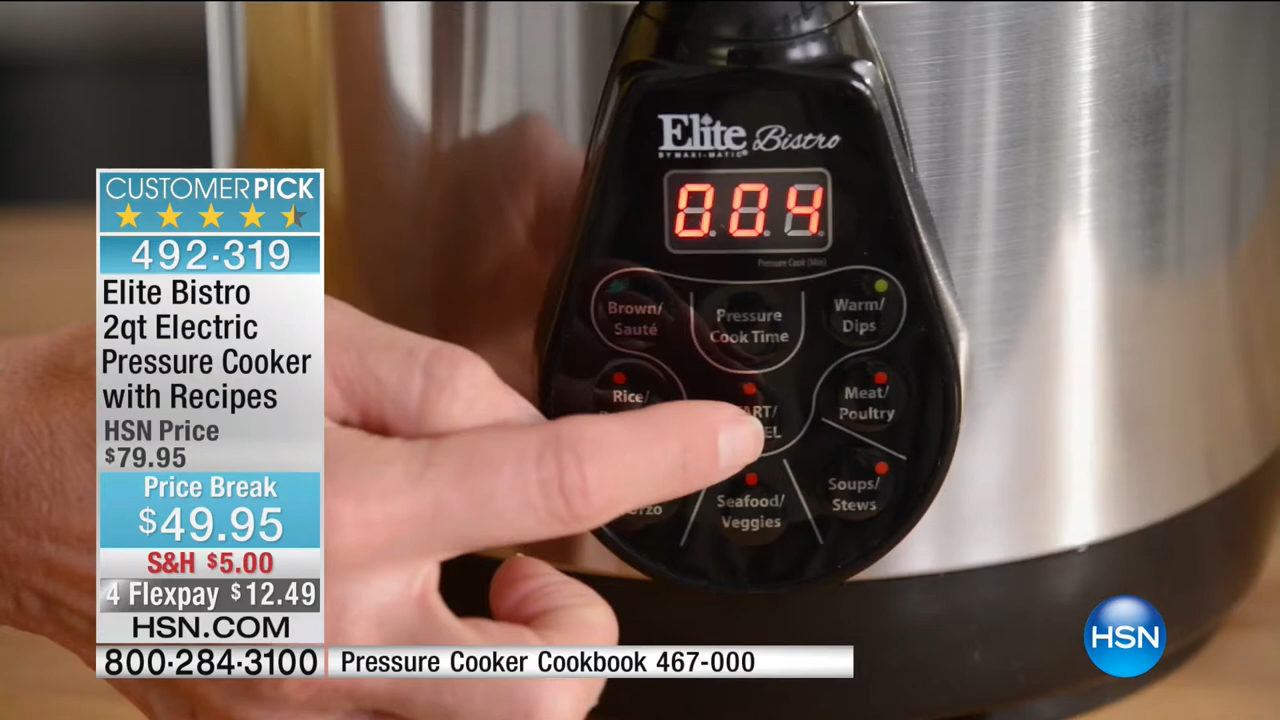 CUSTOMERPICK
492·319
Elite Bistro
2qt Electric
Pressure Cooker
with Recipes
HSN Price
$79.95
Price Break
$49.95
S&H $5.00
4 Flexpay $12.49
HSN.COM
800·284·3100
Pressure Cooker Cookbook 467-000
Elite Bistro
BY MAXI-MATIC®
004
Pressure Cook (Min)
Brown/
Sauté
Pressure
Cook Time
Warm/
Dips
Rice/
Meat/
Poultry
Seafood/
Veggies
Soups/
Stews
HSN